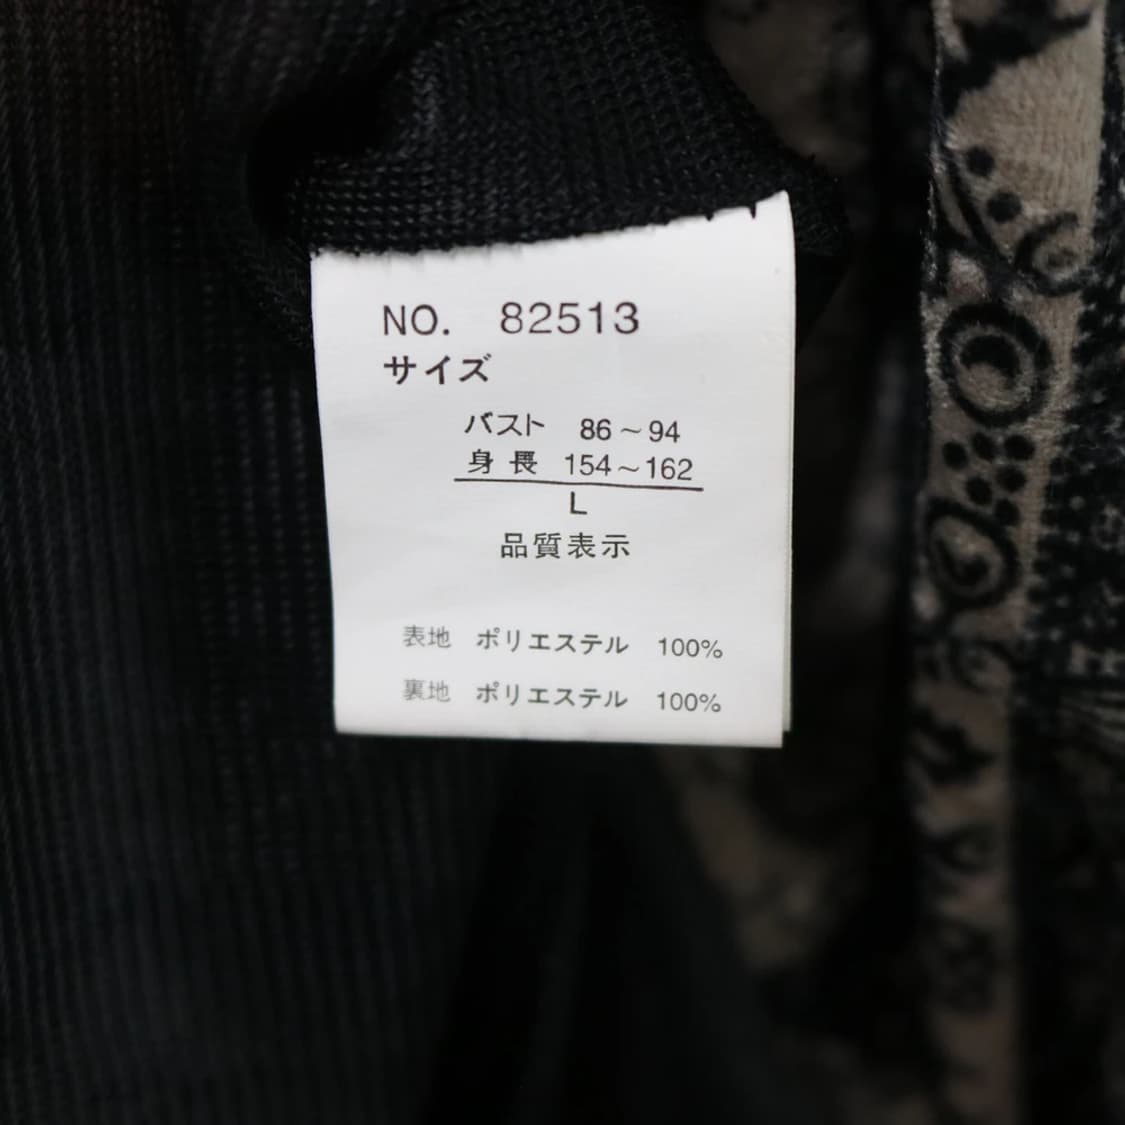 NO. 82513
サイズ
バスト 86～94
身長 154～162
L
品質表示
表地 ポリエステル 100%
裏地 ポリエステル 100%